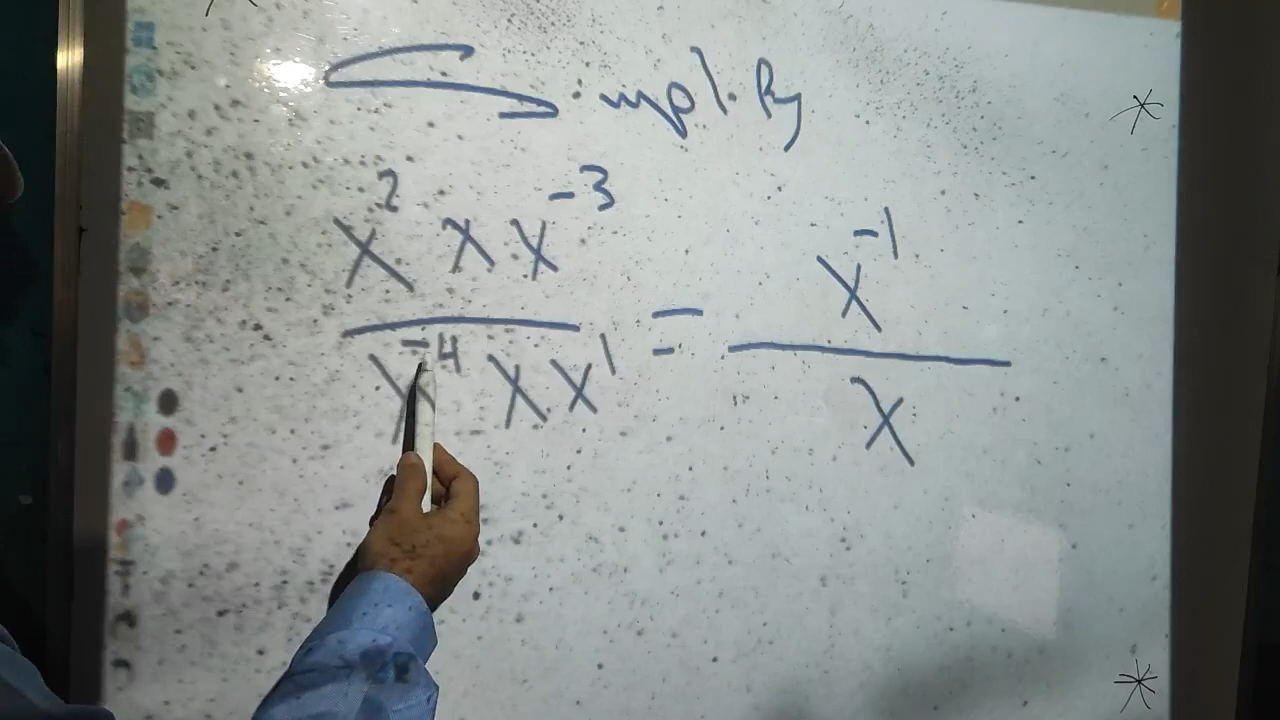 Simplify
x² x x⁻³ / x⁻⁴ x x¹ = x⁻¹ / x